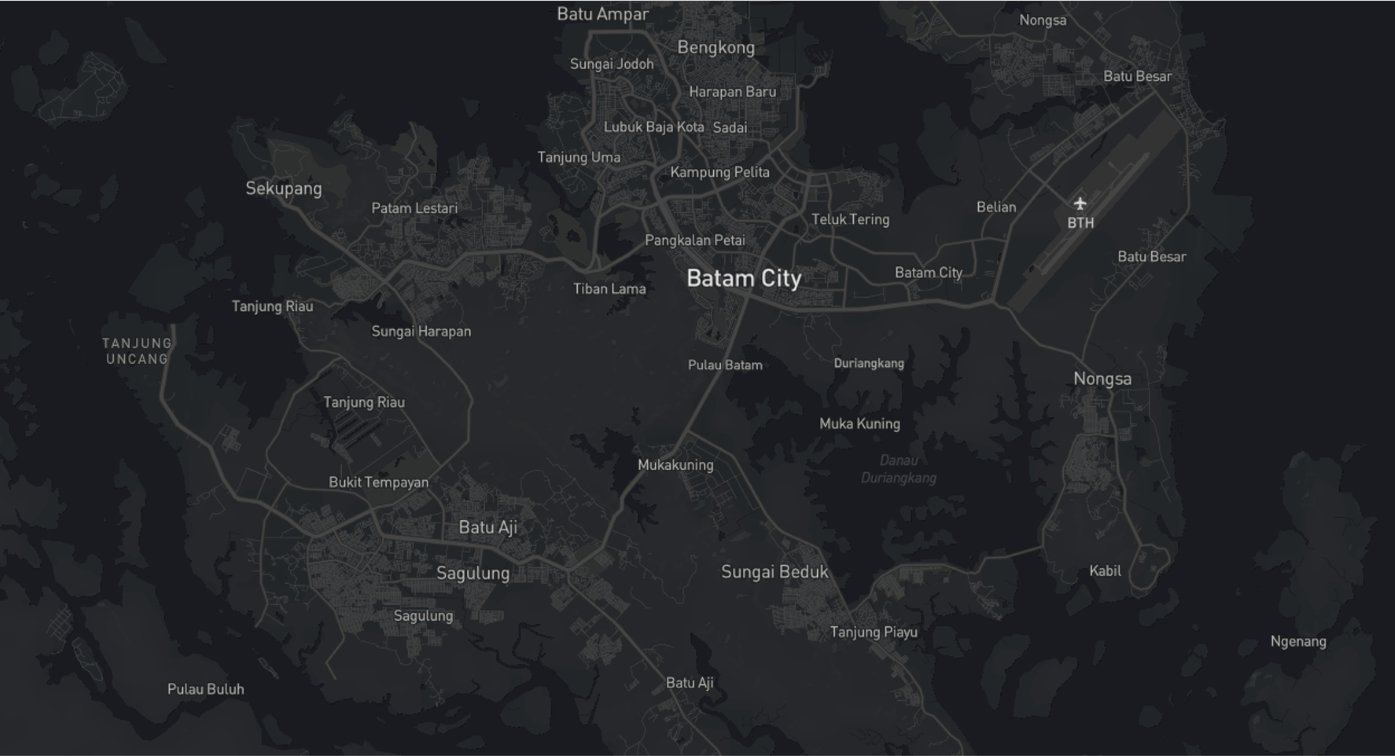 Batu Ampar
Nongsa
Bengkong
Sungai Jodoh
Batu Besar
Harapan Baru
Lubuk Baja Kota
Sadai
Tanjung Uma
Kampung Pelita
Sekupang
Patam Lestari
Belian
Teluk Tering
BTH
Pangkalan Petai
Batu Besar
Batam City
Batam City
Tiban Lama
Tanjung Riau
Sungai Harapan
TANJUNG
UNCANG
Pulau Batam
Duriangkang
Nongsa
Tanjung Riau
Muka Kuning
Mukakuning
Danau
Duriangkang
Bukit Tempayan
Batu Aji
Sagulung
Sungai Beduk
Kabil
Sagulung
Tanjung Piayu
Ngenang
Batu Aji
Pulau Buluh